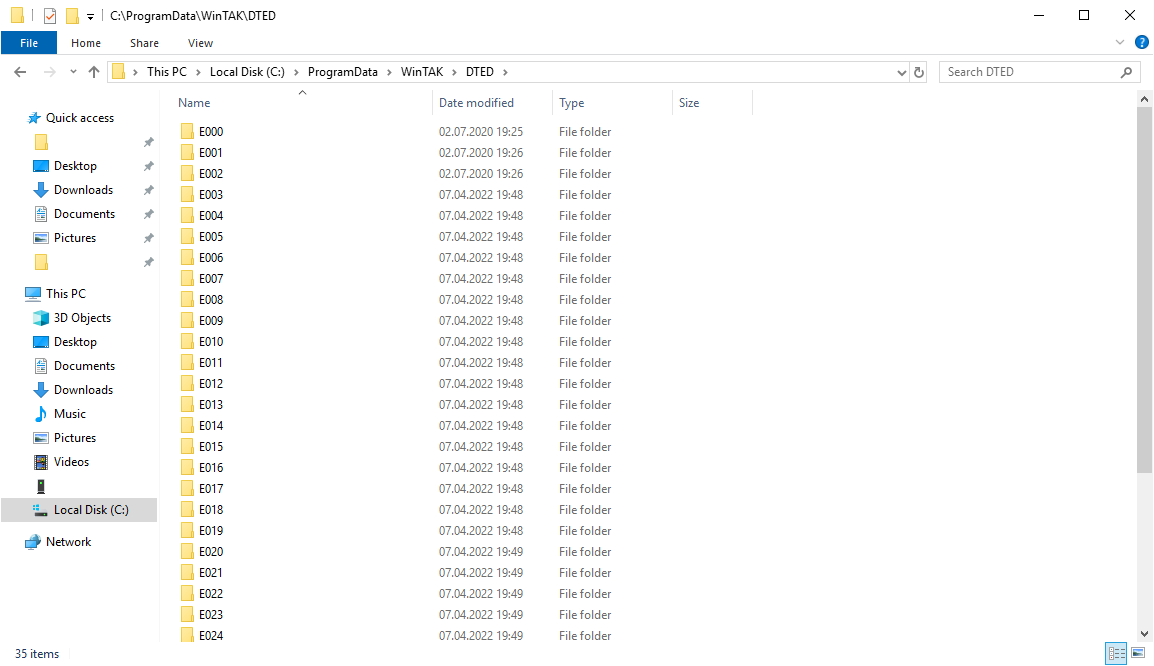 C:\ProgramData\WinTAK\DTED
File Home Share View
This PC > Local Disk (C:) > ProgramData > WinTAK > DTED >
Search DTED
Name Date modified Type Size
Quick access
Desktop
Downloads
Documents
Pictures
This PC
3D Objects
Desktop
Documents
Downloads
Music
Pictures
Videos
Local Disk (C:)
Network
E000 02.07.2020 19:25 File folder
E001 02.07.2020 19:26 File folder
E002 02.07.2020 19:26 File folder
E003 07.04.2022 19:48 File folder
E004 07.04.2022 19:48 File folder
E005 07.04.2022 19:48 File folder
E006 07.04.2022 19:48 File folder
E007 07.04.2022 19:48 File folder
E008 07.04.2022 19:48 File folder
E009 07.04.2022 19:48 File folder
E010 07.04.2022 19:48 File folder
E011 07.04.2022 19:48 File folder
E012 07.04.2022 19:48 File folder
E013 07.04.2022 19:48 File folder
E014 07.04.2022 19:48 File folder
E015 07.04.2022 19:48 File folder
E016 07.04.2022 19:48 File folder
E017 07.04.2022 19:48 File folder
E018 07.04.2022 19:48 File folder
E019 07.04.2022 19:48 File folder
E020 07.04.2022 19:49 File folder
E021 07.04.2022 19:49 File folder
E022 07.04.2022 19:49 File folder
E023 07.04.2022 19:49 File folder
E024 07.04.2022 19:49 File folder
35 items